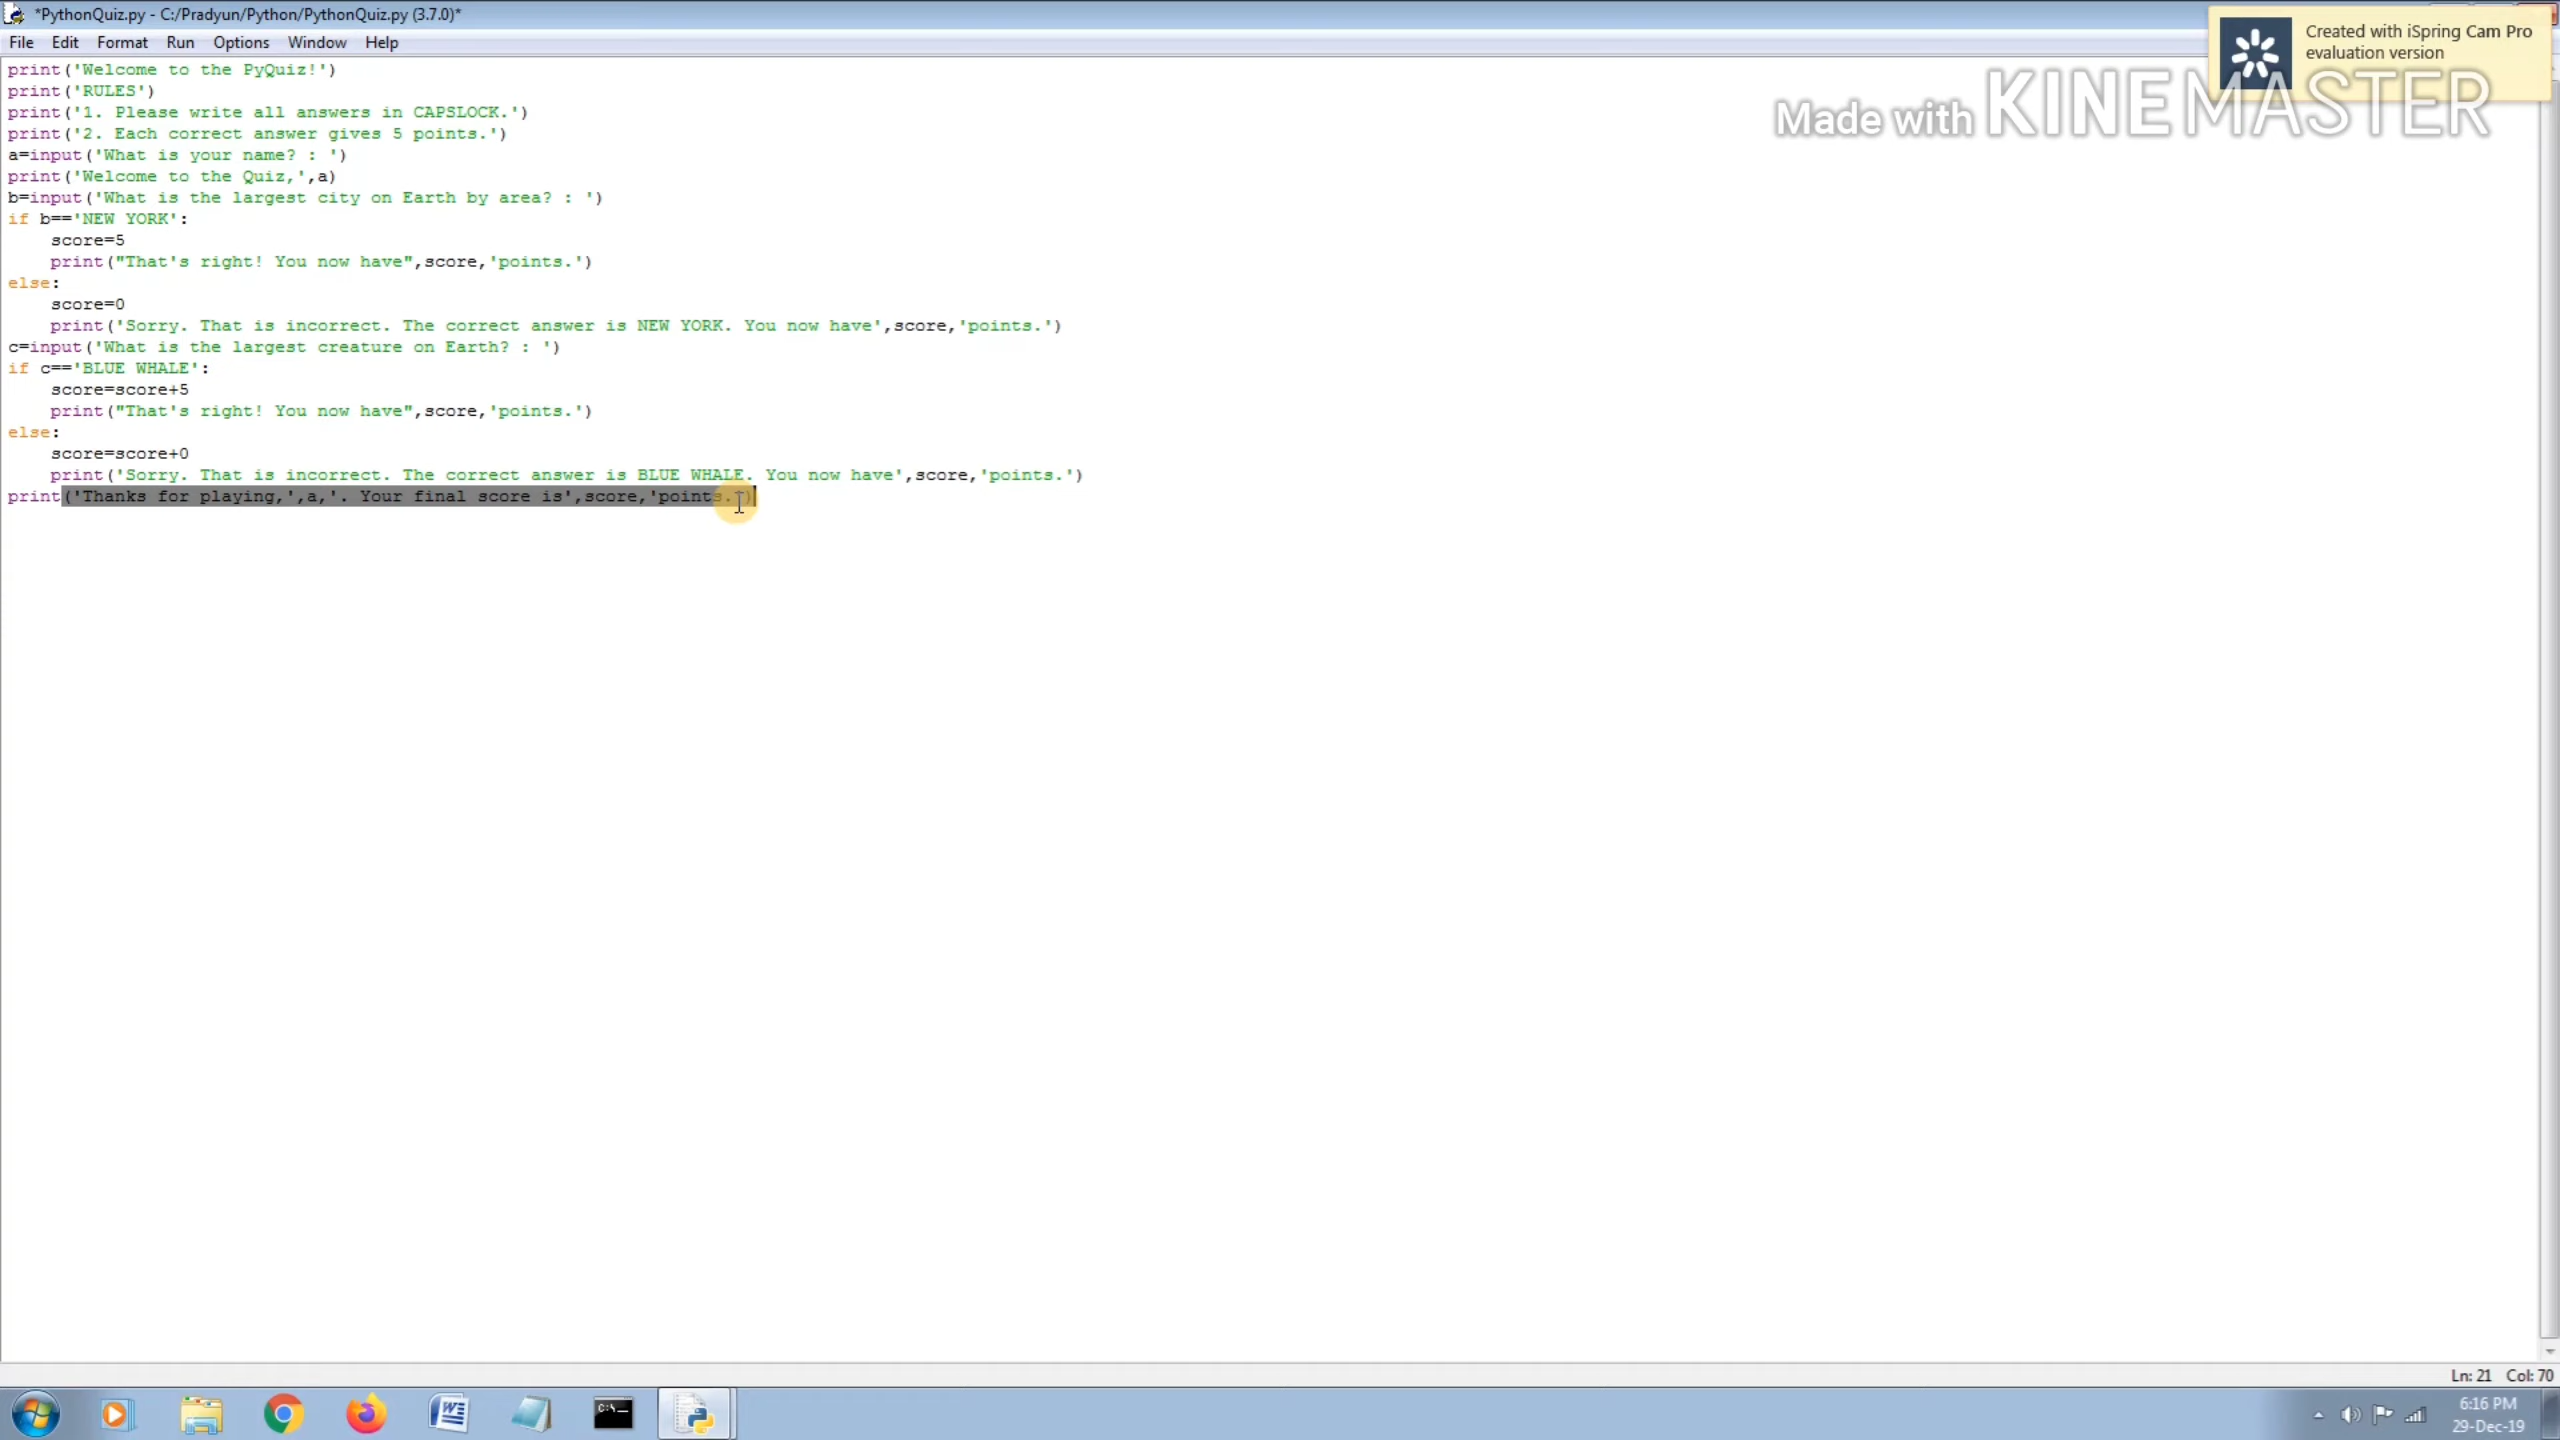 *PythonQuiz.py - C:/Pradyun/Python/PythonQuiz.py (3.7.0)*
File Edit Format Run Options Window Help
Created with iSpring Cam Pro
evaluation version
Made with KINEMASTER
print('Welcome to the PyQuiz!')
print('RULES')
print('1. Please write all answers in CAPSLOCK.')
print('2. Each correct answer gives 5 points.')
a=input('What is your name? : ')
print('Welcome to the Quiz,',a)
b=input('What is the largest city on Earth by area? : ')
if b=='NEW YORK':
    score=5
    print("That's right! You now have",score,'points.')
else:
    score=0
    print('Sorry. That is incorrect. The correct answer is NEW YORK. You now have',score,'points.')
c=input('What is the largest creature on Earth? : ')
if c=='BLUE WHALE':
    score=score+5
    print("That's right! You now have",score,'points.')
else:
    score=score+0
    print('Sorry. That is incorrect. The correct answer is BLUE WHALE. You now have',score,'points.')
print('Thanks for playing,',a,'. Your final score is',score,'points.')
Ln: 21 Col: 70
C:\
6:16 PM
29-Dec-19